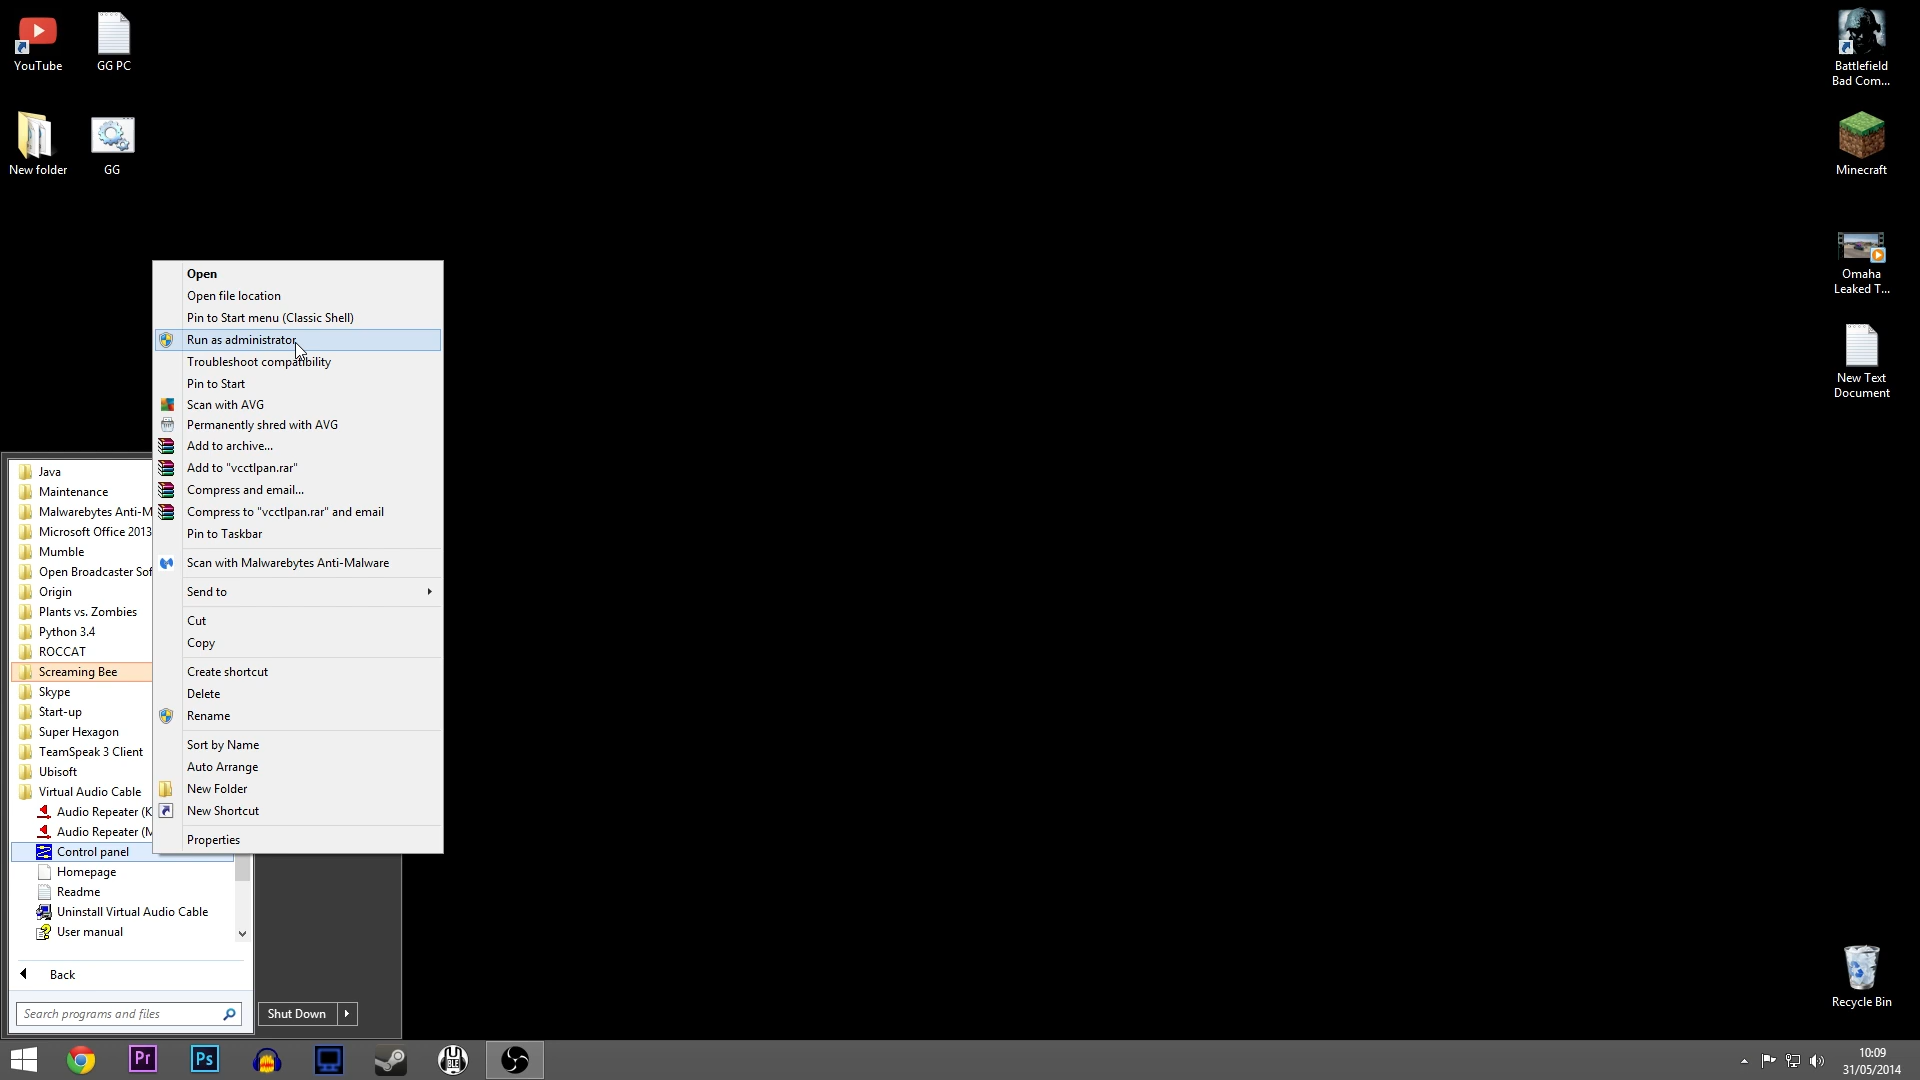 YouTube
GG PC
New folder
GG
Battlefield
Bad Com...
Minecraft
Omaha
Leaked T...
New Text
Document
Recycle Bin
Open
Open file location
Pin to Start menu (Classic Shell)
Run as administrator
Troubleshoot compatibility
Pin to Start
Scan with AVG
Permanently shred with AVG
Add to archive...
Add to "vcctlpan.rar"
Compress and email...
Compress to "vcctlpan.rar" and email
Pin to Taskbar
Scan with Malwarebytes Anti-Malware
Send to
Cut
Copy
Create shortcut
Delete
Rename
Sort by Name
Auto Arrange
New Folder
New Shortcut
Properties
Java
Maintenance
Malwarebytes Anti-M
Microsoft Office 2013
Mumble
Open Broadcaster Sof
Origin
Plants vs. Zombies
Python 3.4
ROCCAT
Screaming Bee
Skype
Start-up
Super Hexagon
TeamSpeak 3 Client
Ubisoft
Virtual Audio Cable
Audio Repeater (K
Audio Repeater (M
Control panel
Homepage
Readme
Uninstall Virtual Audio Cable
User manual
Back
Search programs and files
Shut Down
Pr
Ps
10:09
31/05/2014